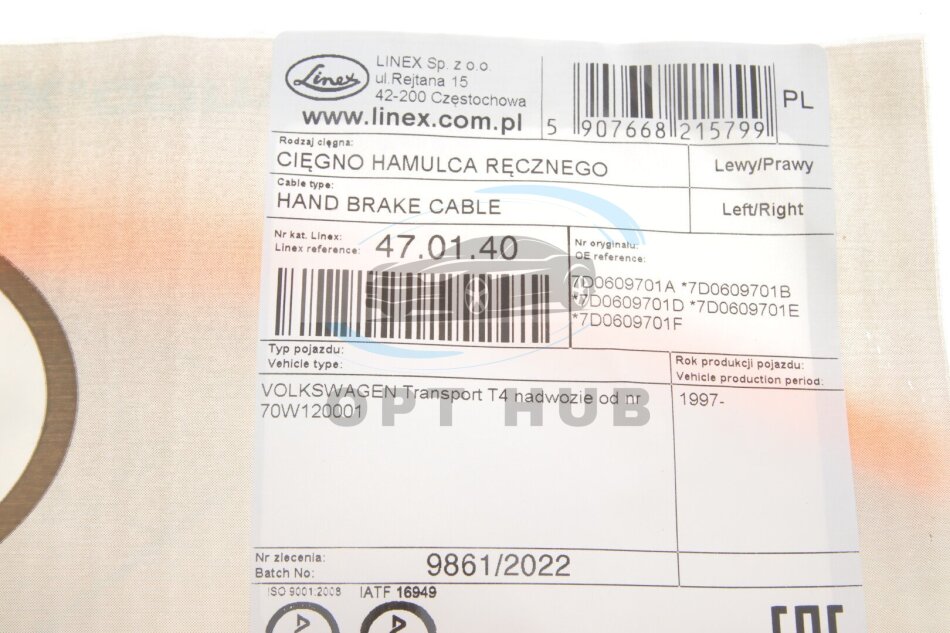 Linex
LINEX Sp. z o.o.
ul.Rejtana 15
42-200 Częstochowa
www.linex.com.pl
5 907668 215799
PL
Rodzaj cięgna:
CIĘGNO HAMULCA RĘCZNEGO
Lewy/Prawy
Cable type:
HAND BRAKE CABLE
Left/Right
Nr kat. Linex:
Linex reference:
47.01.40
Nr oryginału:
OE reference:
7D0609701A *7D0609701B
*7D0609701D *7D0609701E
*7D0609701F
Typ pojazdu:
Vehicle type:
Rok produkcji pojazdu:
Vehicle production period:
VOLKSWAGEN Transport T4 nadwozie od nr
70W120001
1997-
OPT HUB
Nr zlecenia:
Batch No:
9861/2022
ISO 9001:2008
IATF 16949
EAC